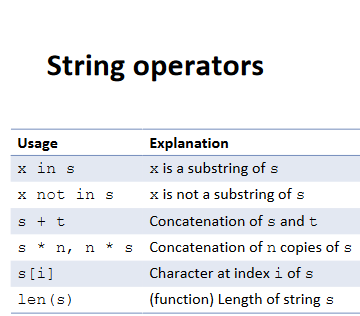 String operators
Usage Explanation
x in s x is a substring of s
x not in s x is not a substring of s
s + t Concatenation of s and t
s * n, n * s Concatenation of n copies of s
s[i] Character at index i of s
len(s) (function) Length of string s